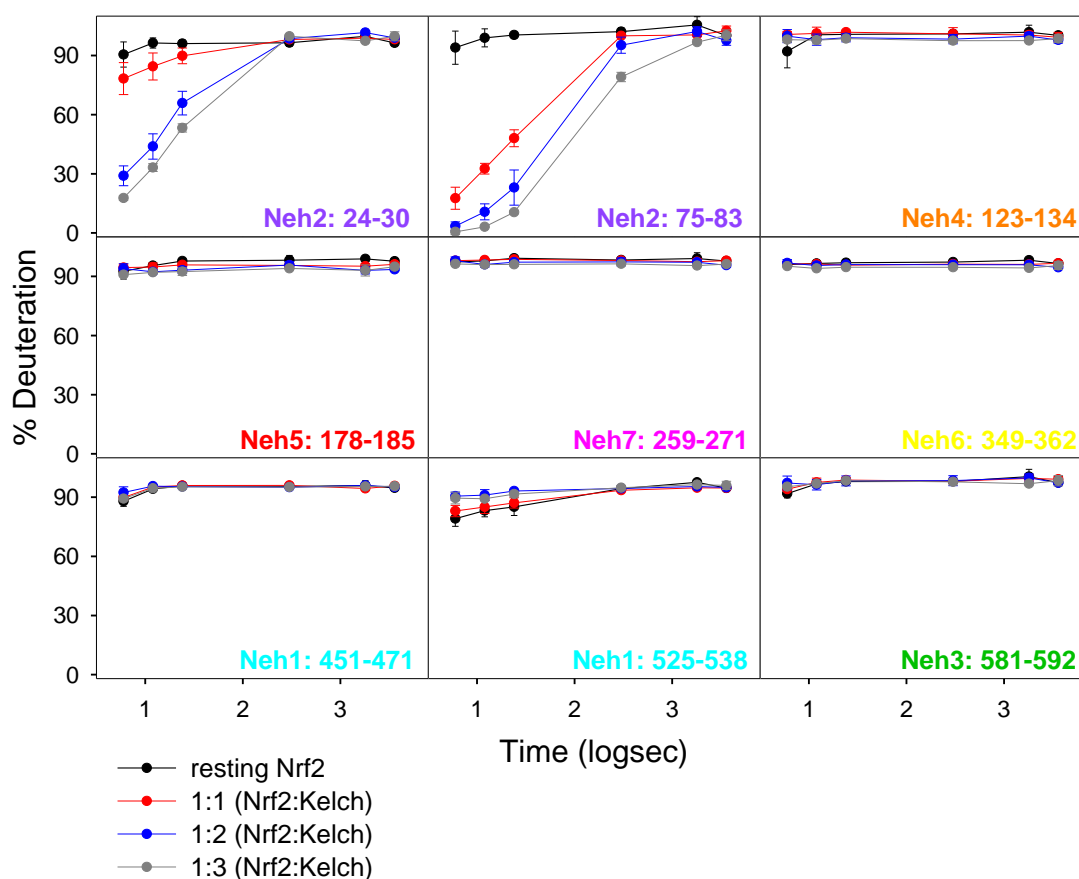 90
60
30
0
Neh2: 24-30
Neh2: 75-83
Neh4: 123-134
% Deuteration
90
60
30
0
Neh5: 178-185
Neh7: 259-271
Neh6: 349-362
90
60
30
0
Neh1: 451-471
Neh1: 525-538
Neh3: 581-592
1 2 3 1 2 3 1 2 3
Time (logsec)
resting Nrf2
1:1 (Nrf2:Kelch)
1:2 (Nrf2:Kelch)
1:3 (Nrf2:Kelch)